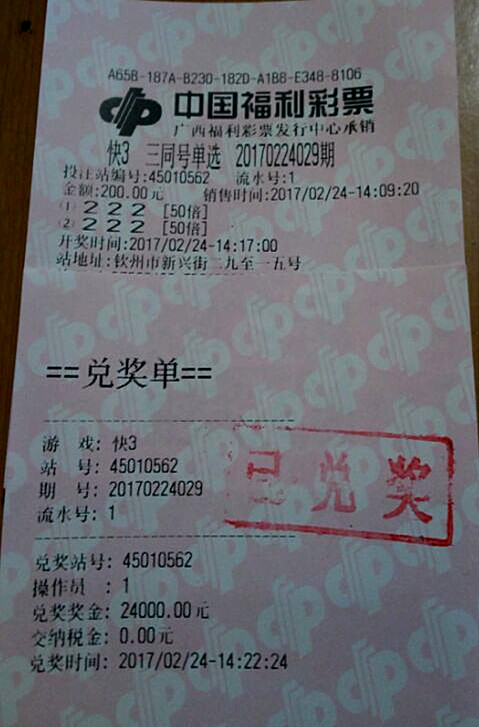 A65B-187A-B230-182D-A1B8-E348-8106
中国福利彩票
广西福利彩票发行中心承销
快3 三同号单选 20170224029期
投注站编号:45010562 流水号:1
金额:200.00元 销售时间:2017/02/24-14:09:20
⑴ 2 2 2 [50倍]
⑵ 2 2 2 [50倍]
开奖时间:2017/02/24-14:17:00
站地址:钦州市新兴街二九至一五号
==兑奖单==
游 戏: 快3
站 号: 45010562
期 号: 20170224029
流水号: 1
已兑奖
兑奖站号: 45010562
操作员 : 1
兑奖奖金: 24000.00元
交纳税金: 0.00元
兑奖时间: 2017/02/24-14:22:24